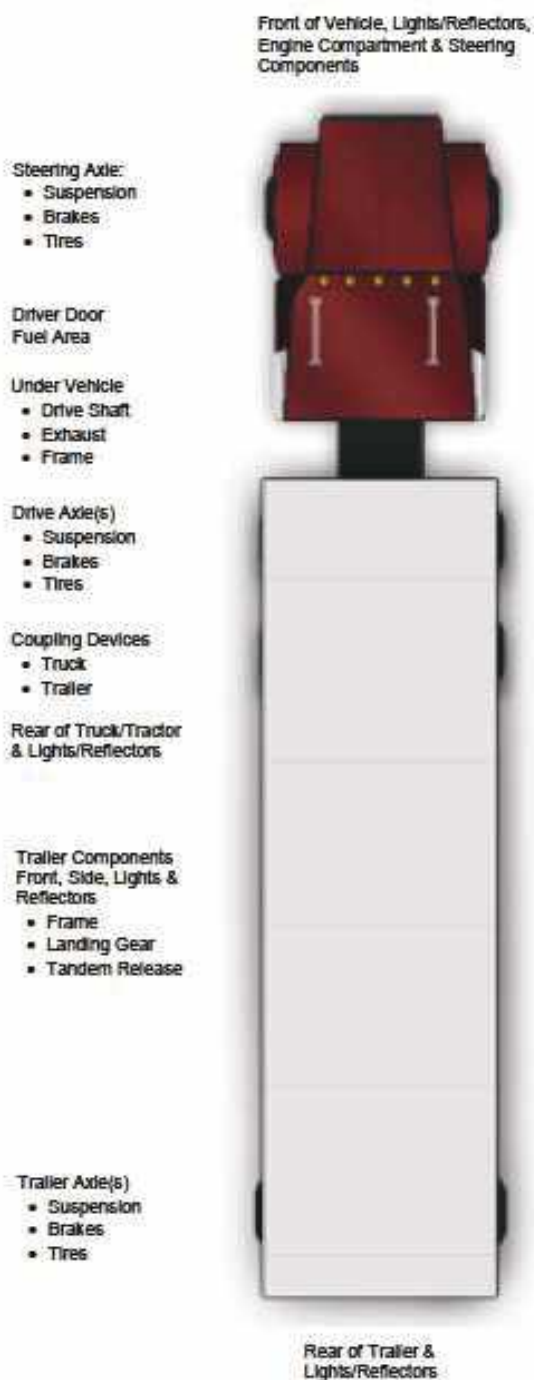 Front of Vehicle, Lights/Reflectors,
Engine Compartment & Steering
Components
Steering Axle:
• Suspension
• Brakes
• Tires
Driver Door
Fuel Area
Under Vehicle
• Drive Shaft
• Exhaust
• Frame
Drive Axle(s)
• Suspension
• Brakes
• Tires
Coupling Devices
• Truck
• Trailer
Rear of Truck/Tractor
& Lights/Reflectors
Trailer Components
Front, Side, Lights &
Reflectors
• Frame
• Landing Gear
• Tandem Release
Trailer Axle(s)
• Suspension
• Brakes
• Tires
Rear of Trailer &
Lights/Reflectors